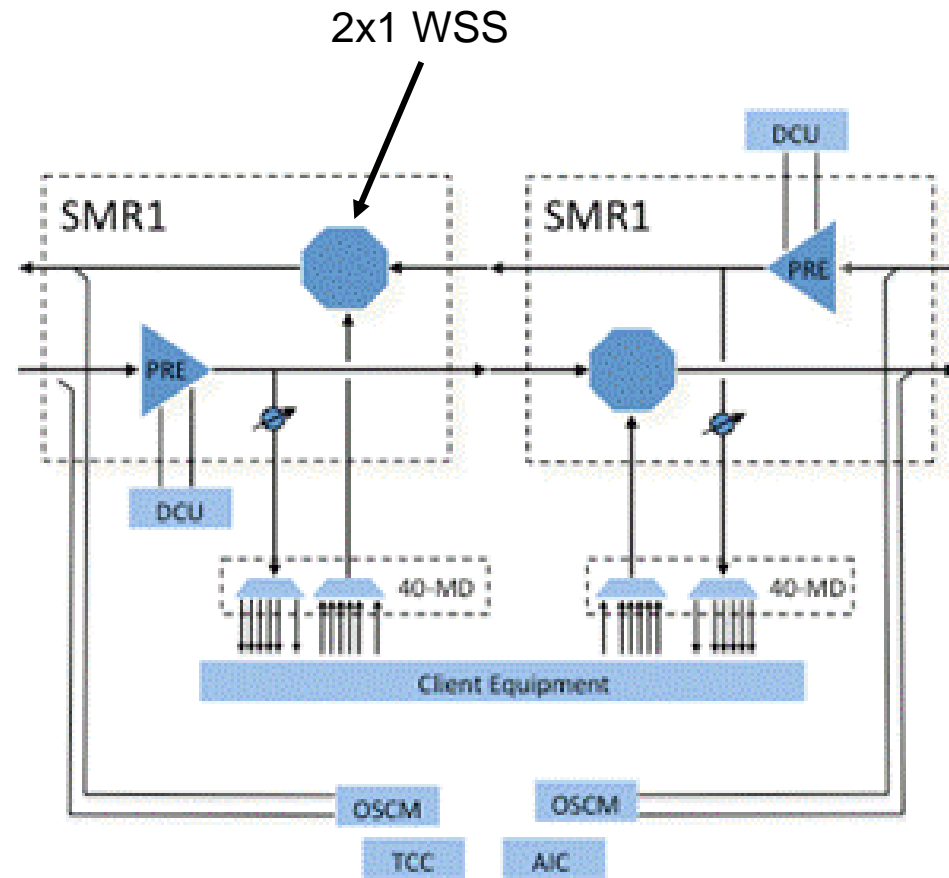 2x1 WSS
DCU
SMR1
SMR1
PRE
PRE
DCU
40-MD
40-MD
Client Equipment
OSCM
OSCM
TCC
AIC